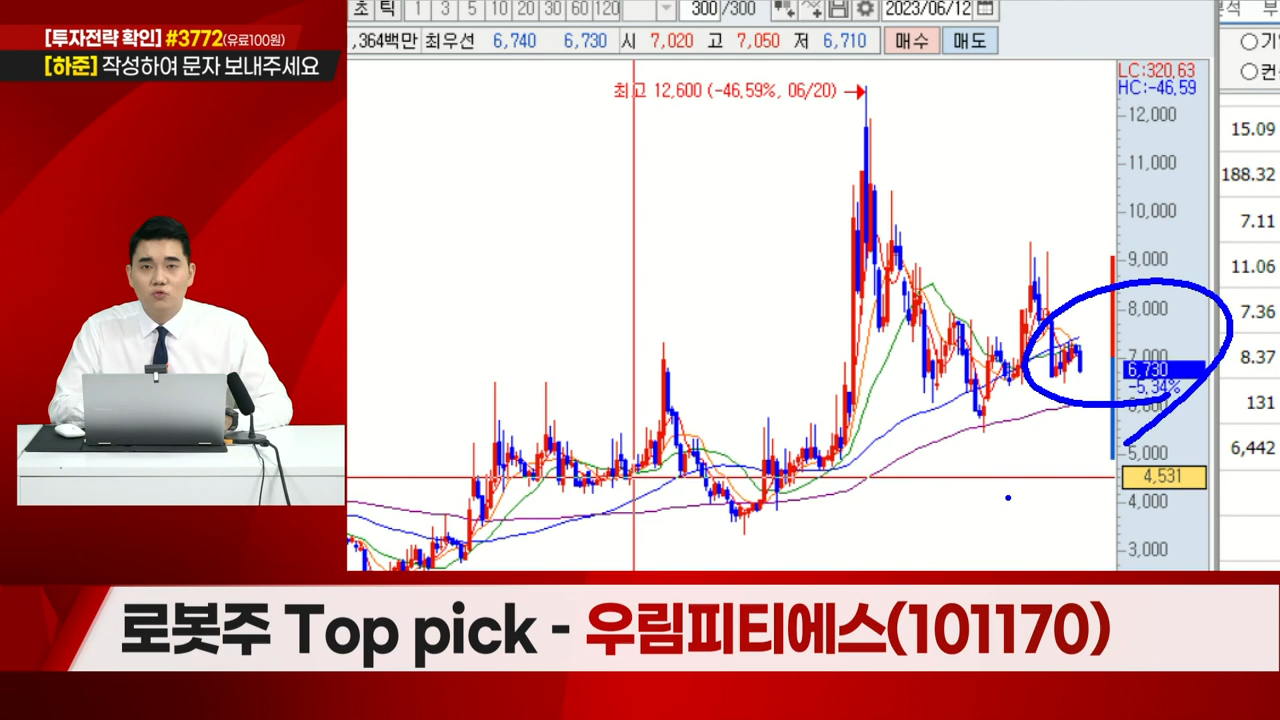 [투자전략 확인] #3772(유료100원)
[하준] 작성하여 문자 보내주세요
초 틱 1 3 5 10 20 30 60 120 300 /300 2023/06/12
,364백만 최우선 6,740 6,730 시 7,020 고 7,050 저 6,710 매수 매도
최고 12,600 (-46,59%, 06/20)
LC:320,63
HC:-46,59
12,000
11,000
10,000
9,000
8,000
7,000
6,730
-5,34%
6,000
5,000
4,531
4,000
3,000
15.09
188.32
7.11
11.06
7.36
8.37
131
6,442
로봇주 Top pick - 우림피티에스(101170)